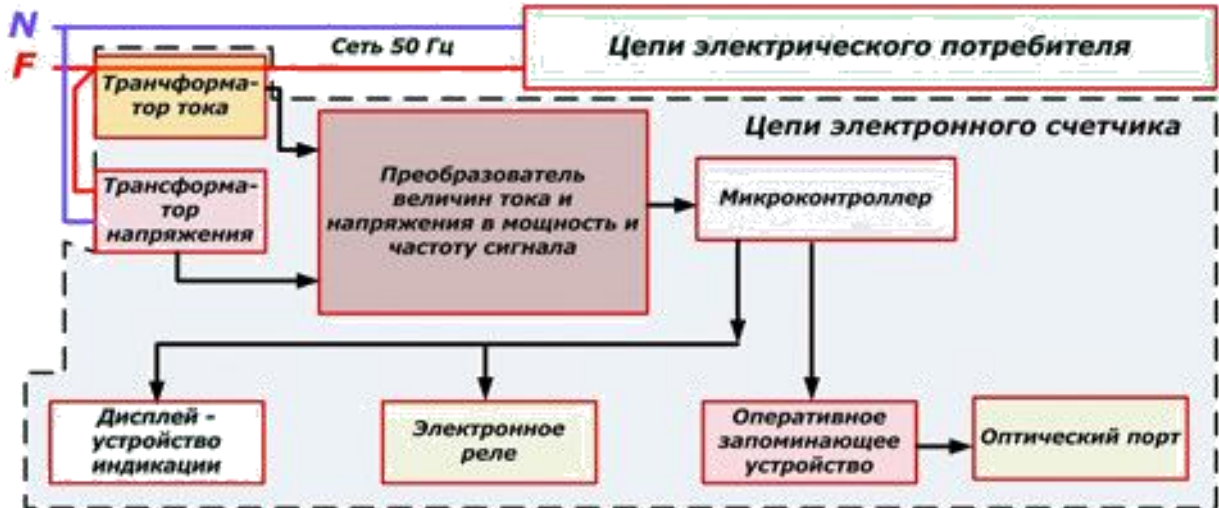 N
F
Сеть 50 Гц
Цепи электрического потребителя
Транчформа-
тор тока
Цепи электронного счетчика
Трансформа-
тор
напряжения
Преобразователь
величин тока и
напряжения в мощность и
частоту сигнала
Микроконтроллер
Дисплей -
устройство
индикации
Электронное
реле
Оперативное
запоминающее
устройство
Оптический порт